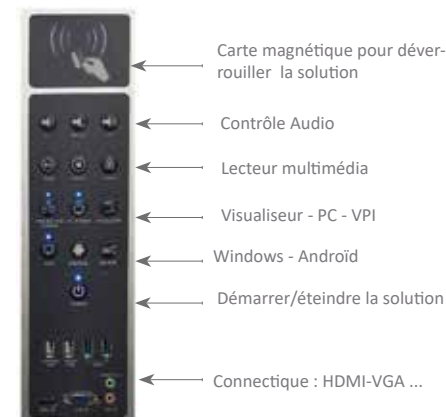 Carte magnétique pour déver-
rouiller la solution
Contrôle Audio
Lecteur multimédia
Visualiseur - PC - VPI
Windows - Androïd
Démarrer/éteindre la solution
Connectique : HDMI-VGA ...